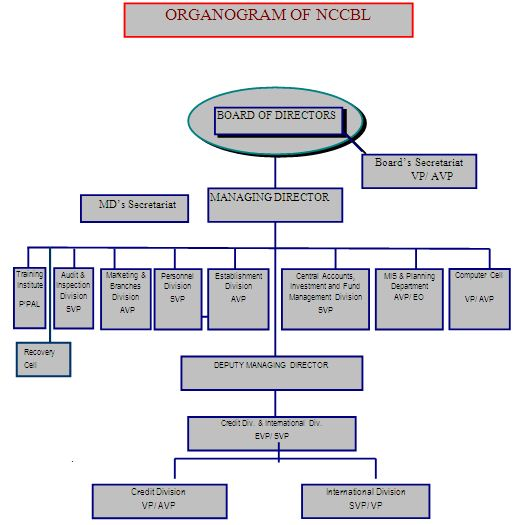 ORGANOGRAM OF NCCBL
BOARD OF DIRECTORS
Board's Secretariat
VP/ AVP
MD's Secretariat
MANAGING DIRECTOR
Training
Institute
P'PAL
Audit &
Inspection
Division
SVP
Marketing &
Branches
Division
AVP
Personnel
Division
SVP
Establishment
Division
AVP
Central Accounts,
Investment and Fund
Management Division
SVP
MIS & Planning
Department
AVP/ EO
Computer Cell
VP/ AVP
Recovery
Cell
DEPUTY MANAGING DIRECTOR
Credit Div. & International Div.
EVP/ SVP
Credit Division
VP/ AVP
International Division
SVP/ VP